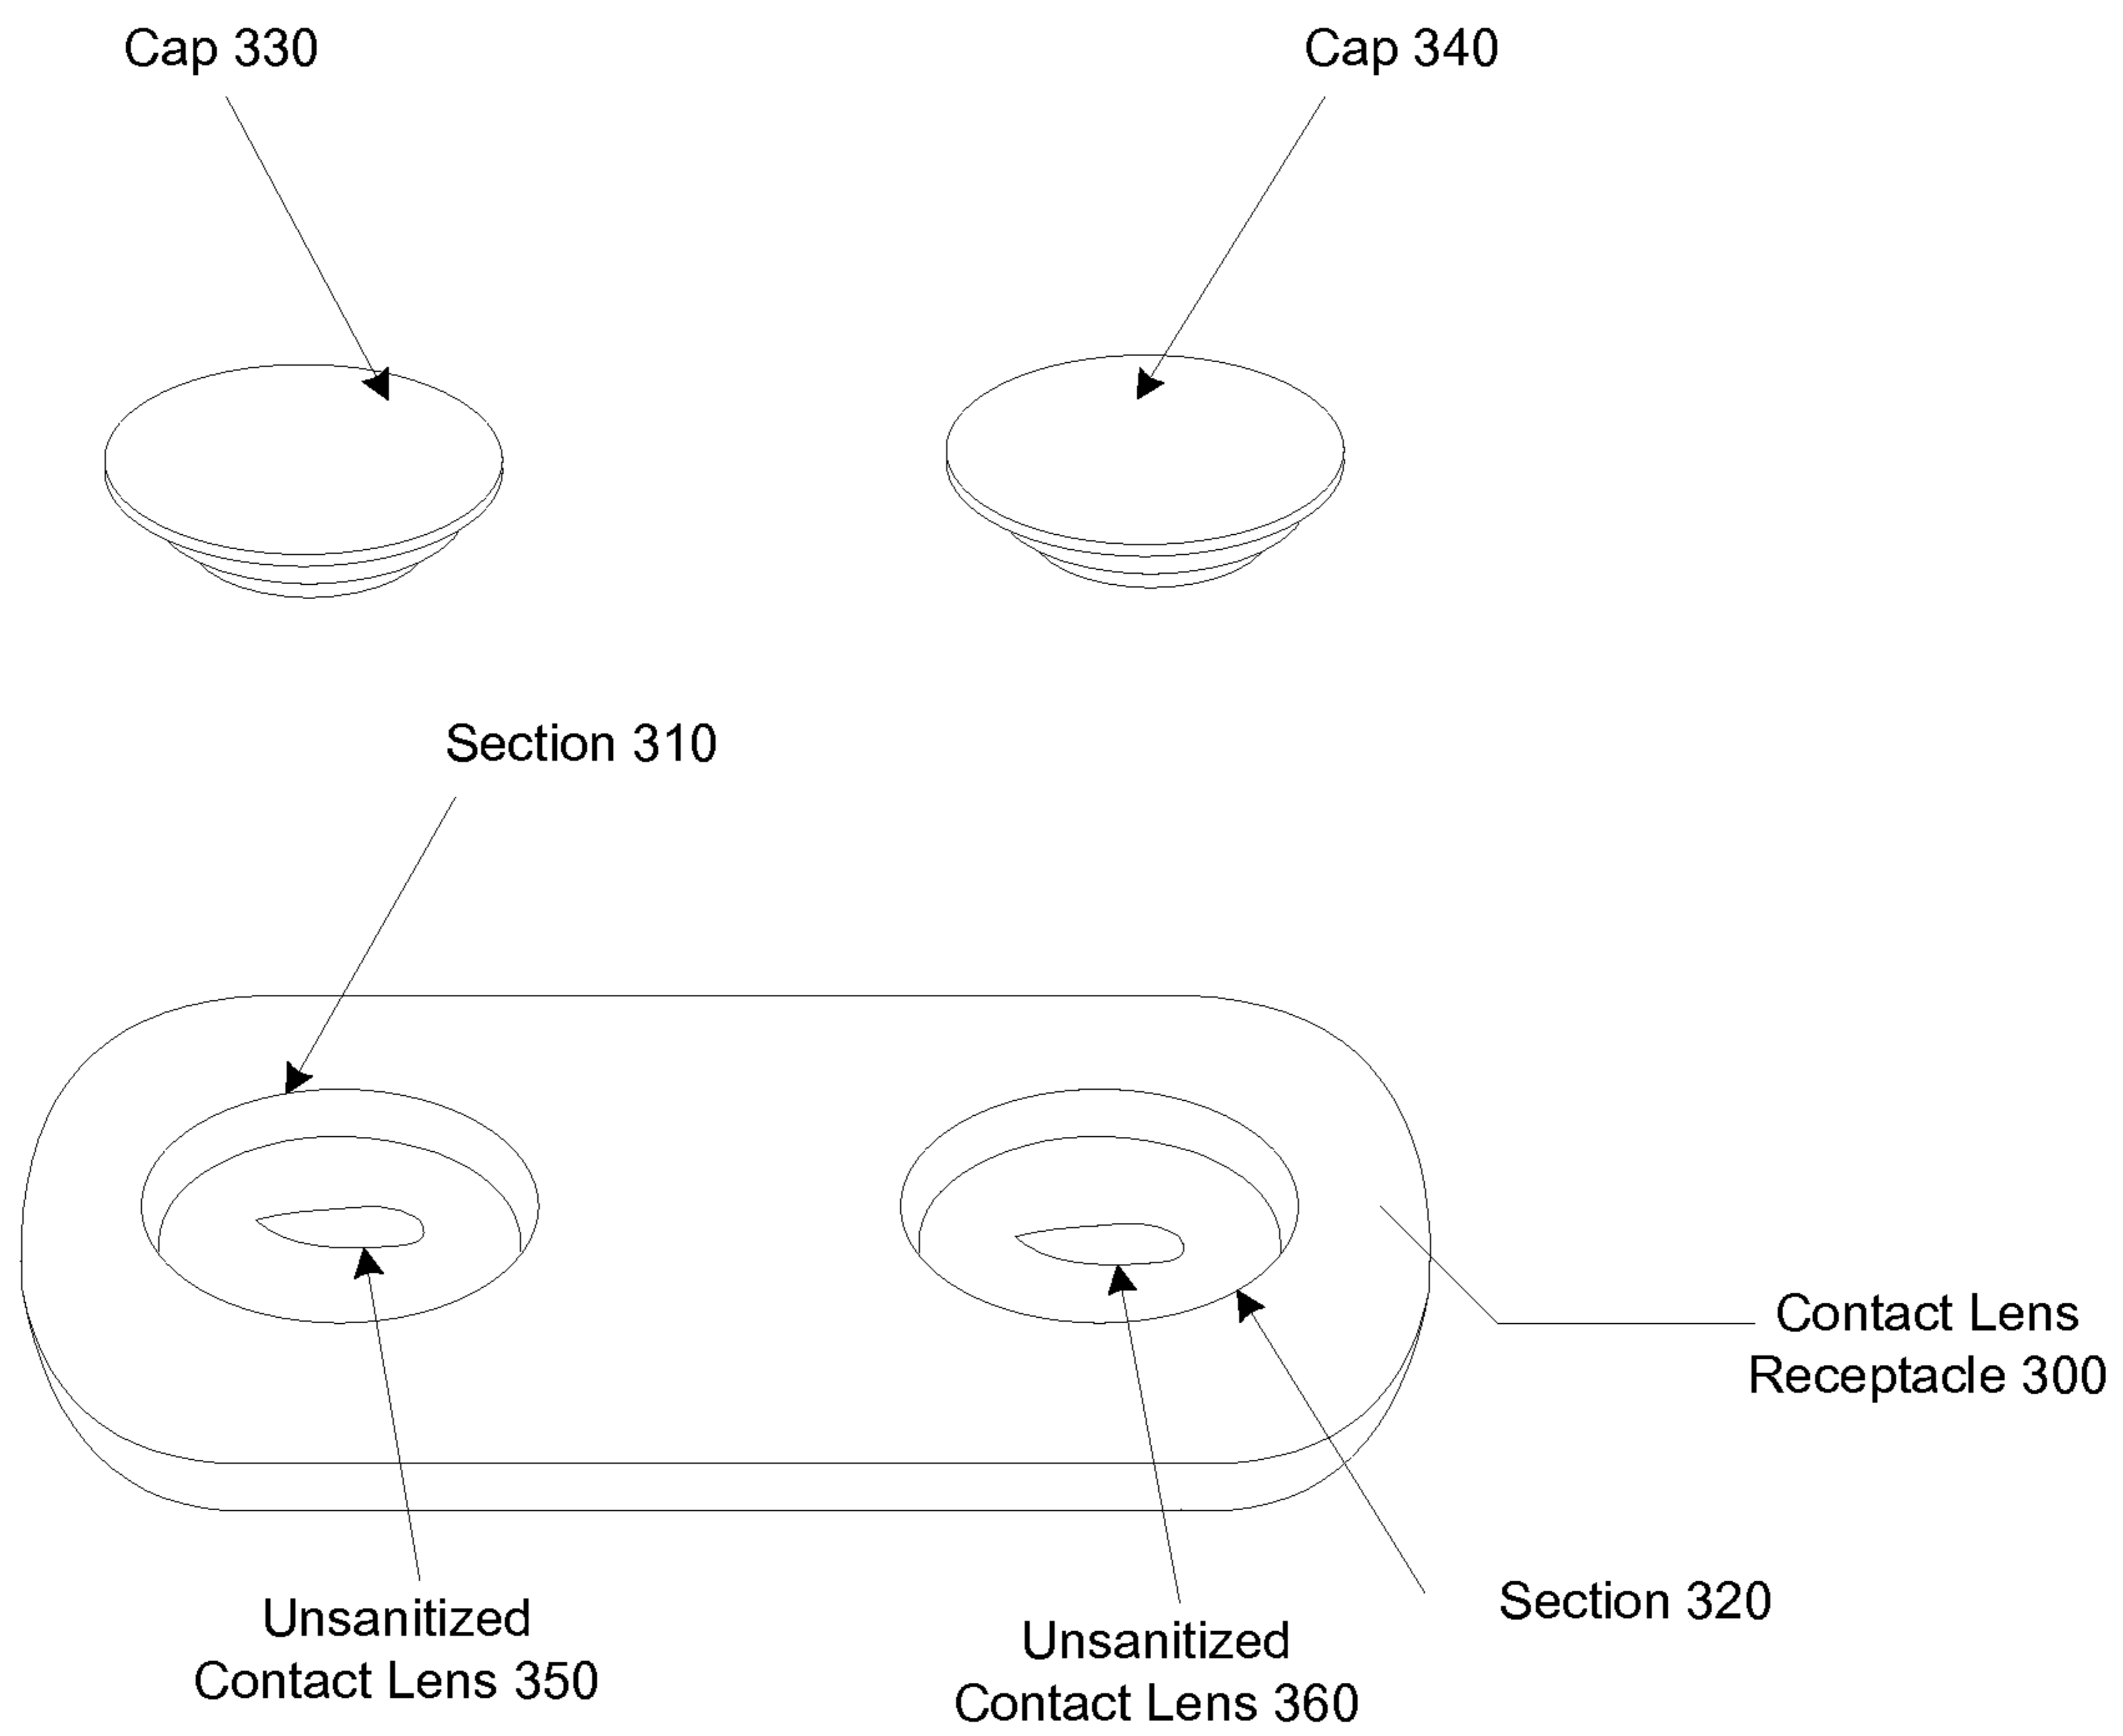 Cap 330
Cap 340
Section 310
Contact Lens
Receptacle 300
Section 320
Unsanitized
Contact Lens 350
Unsanitized
Contact Lens 360